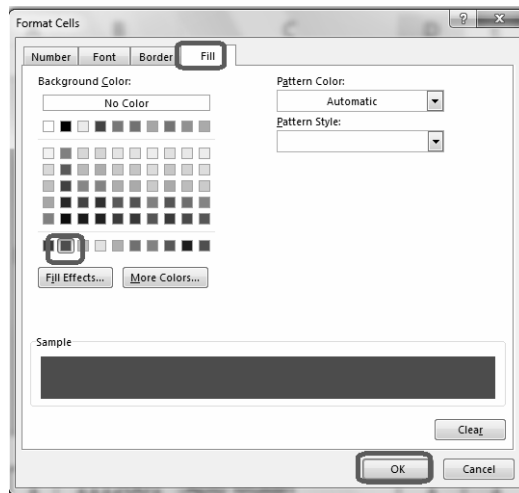 Format Cells
Number Font Border Fill
Background Color:
No Color
Pattern Color:
Automatic
Pattern Style:
Fill Effects... More Colors...
Sample
Clear
OK Cancel